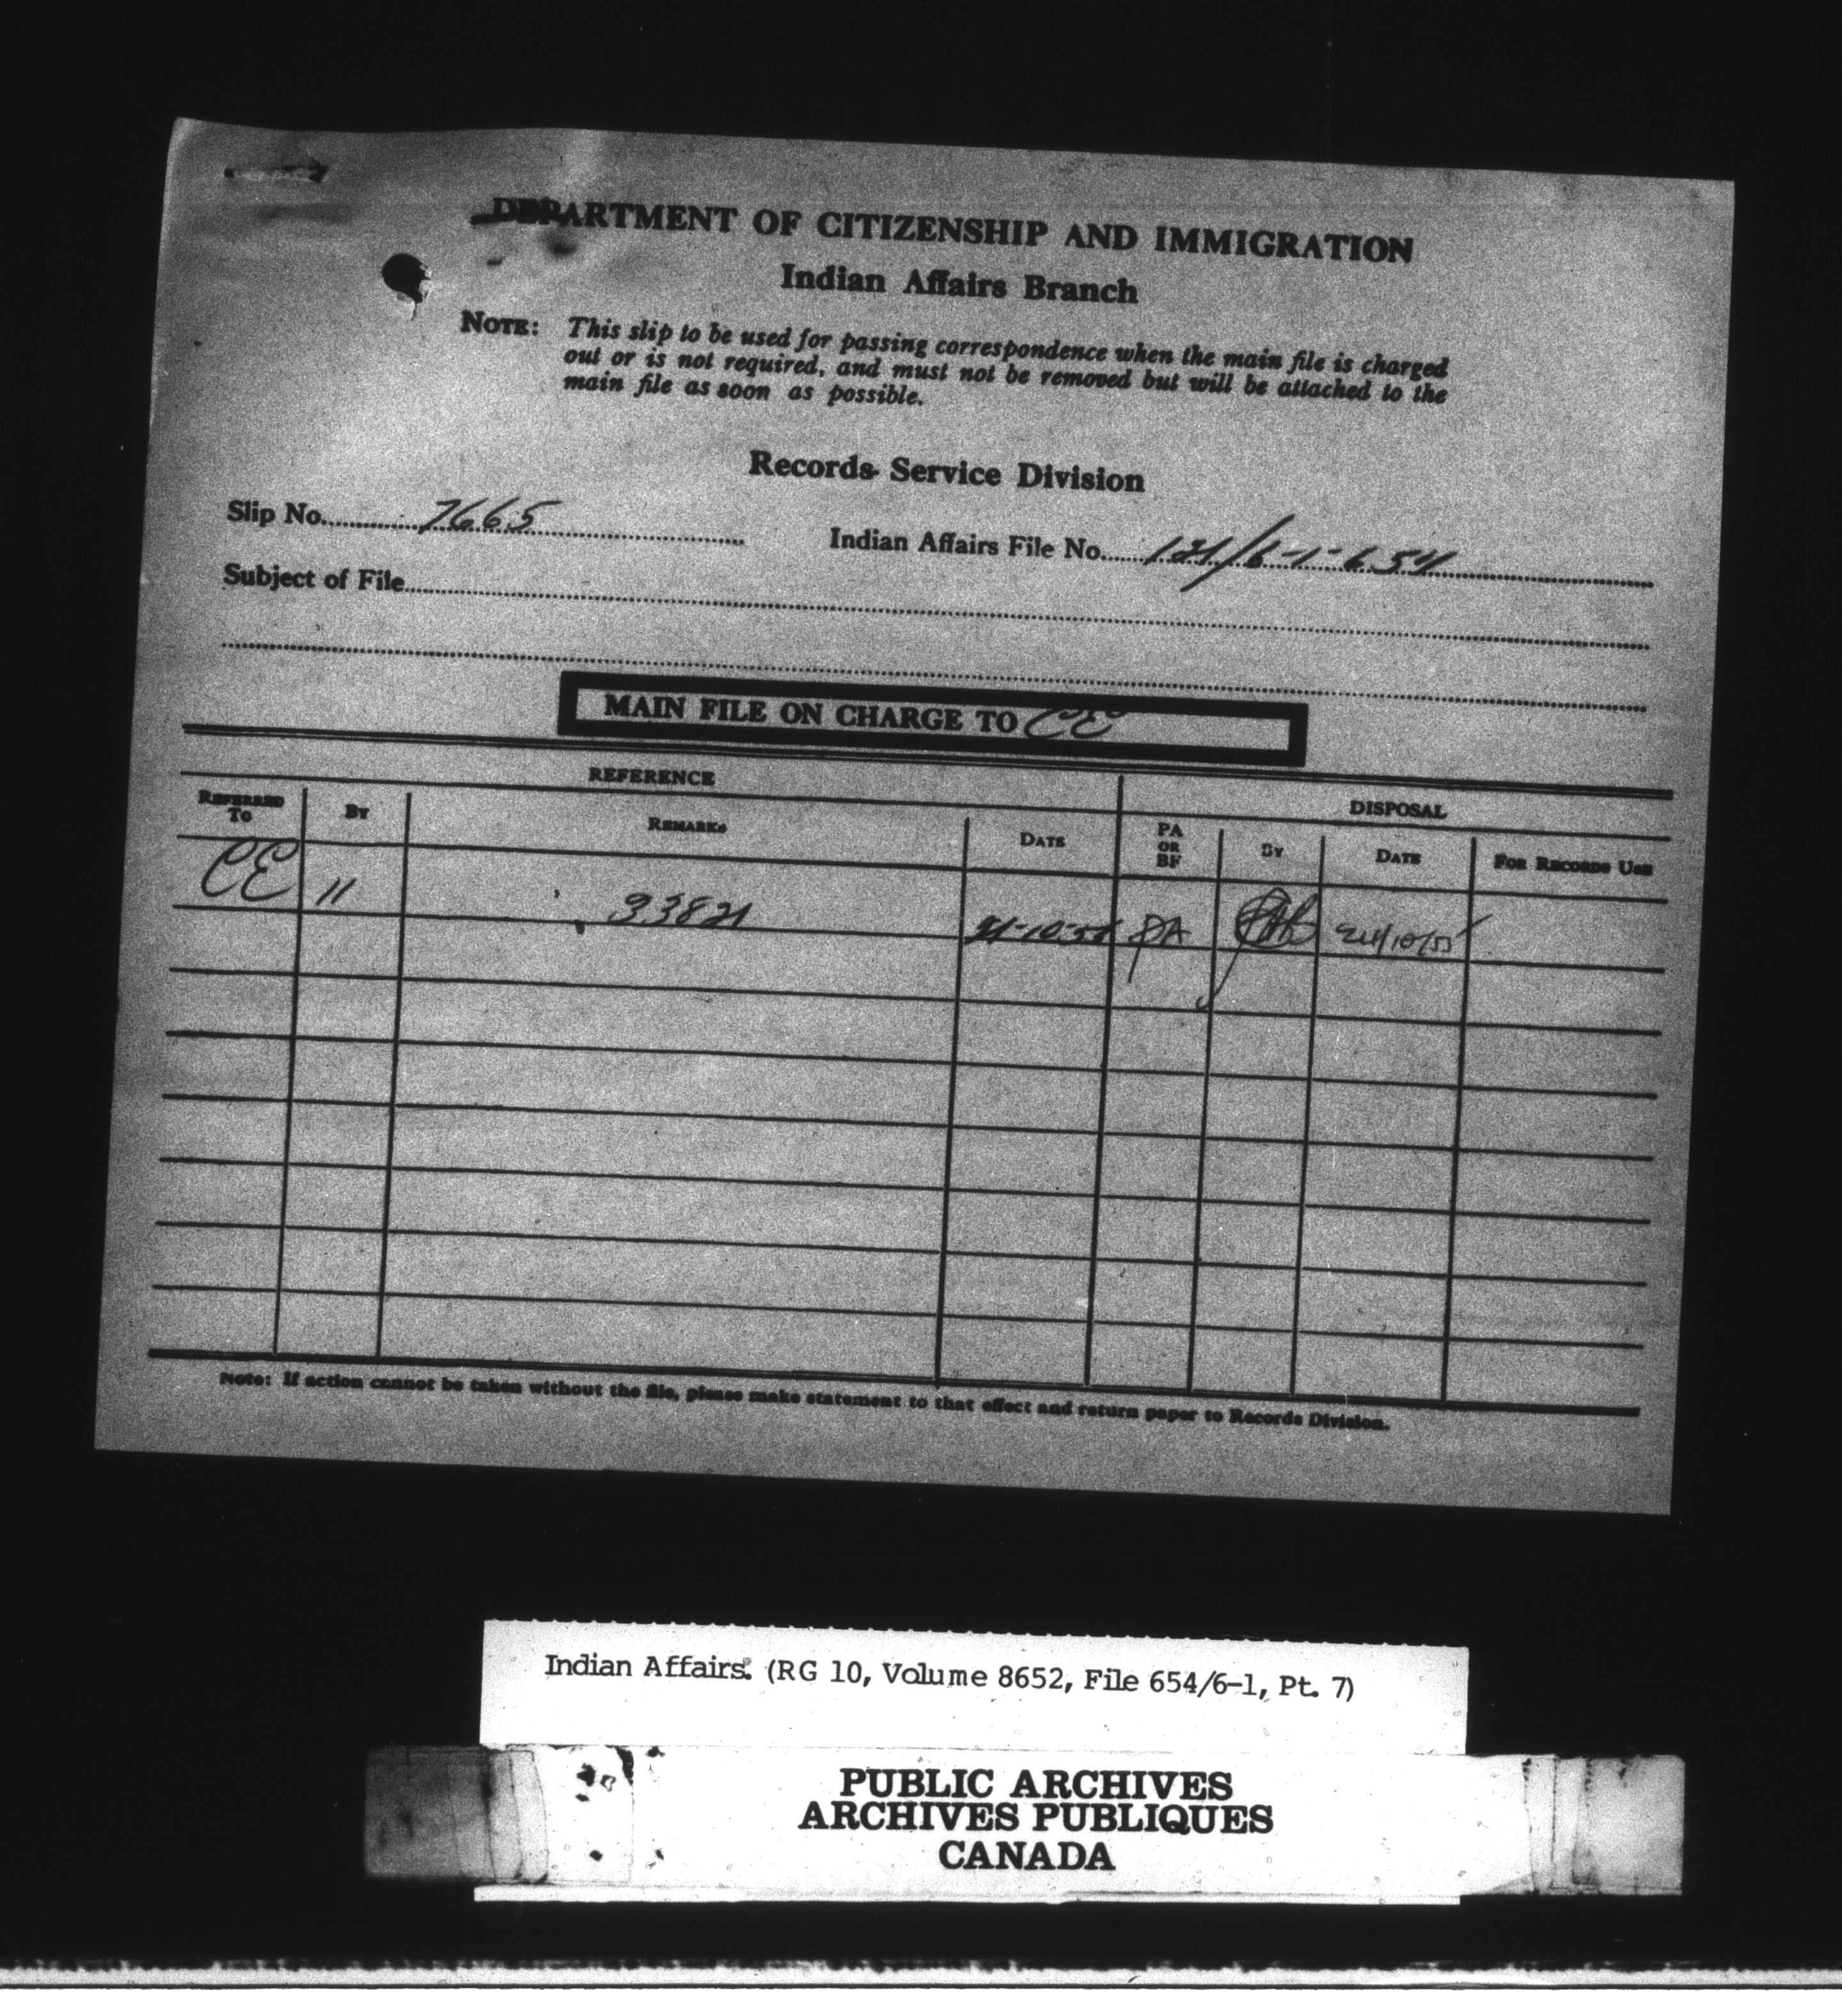 DEPARTMENT OF CITIZENSHIP AND IMMIGRATION
Indian Affairs Branch
NOTE: This slip to be used for passing correspondence when the main file is charged
out or is not required, and must not be removed but will be attached to the
main file as soon as possible.
Records Service Division
Slip No. 7665 Indian Affairs File No. 121/6-1-654
Subject of File
MAIN FILE ON CHARGE TO CE
REFERENCE DISPOSAL
REFERRED TO BY REMARKS DATE PA OR BF BY DATE FOR RECORDS USE
CE 11 33821 PA
Note: If action cannot be taken without the file, please make statement to that effect and return paper to Records Division.
Indian Affairs. (RG 10, Volume 8652, File 654/6-1, Pt. 7)
PUBLIC ARCHIVES
ARCHIVES PUBLIQUES
CANADA